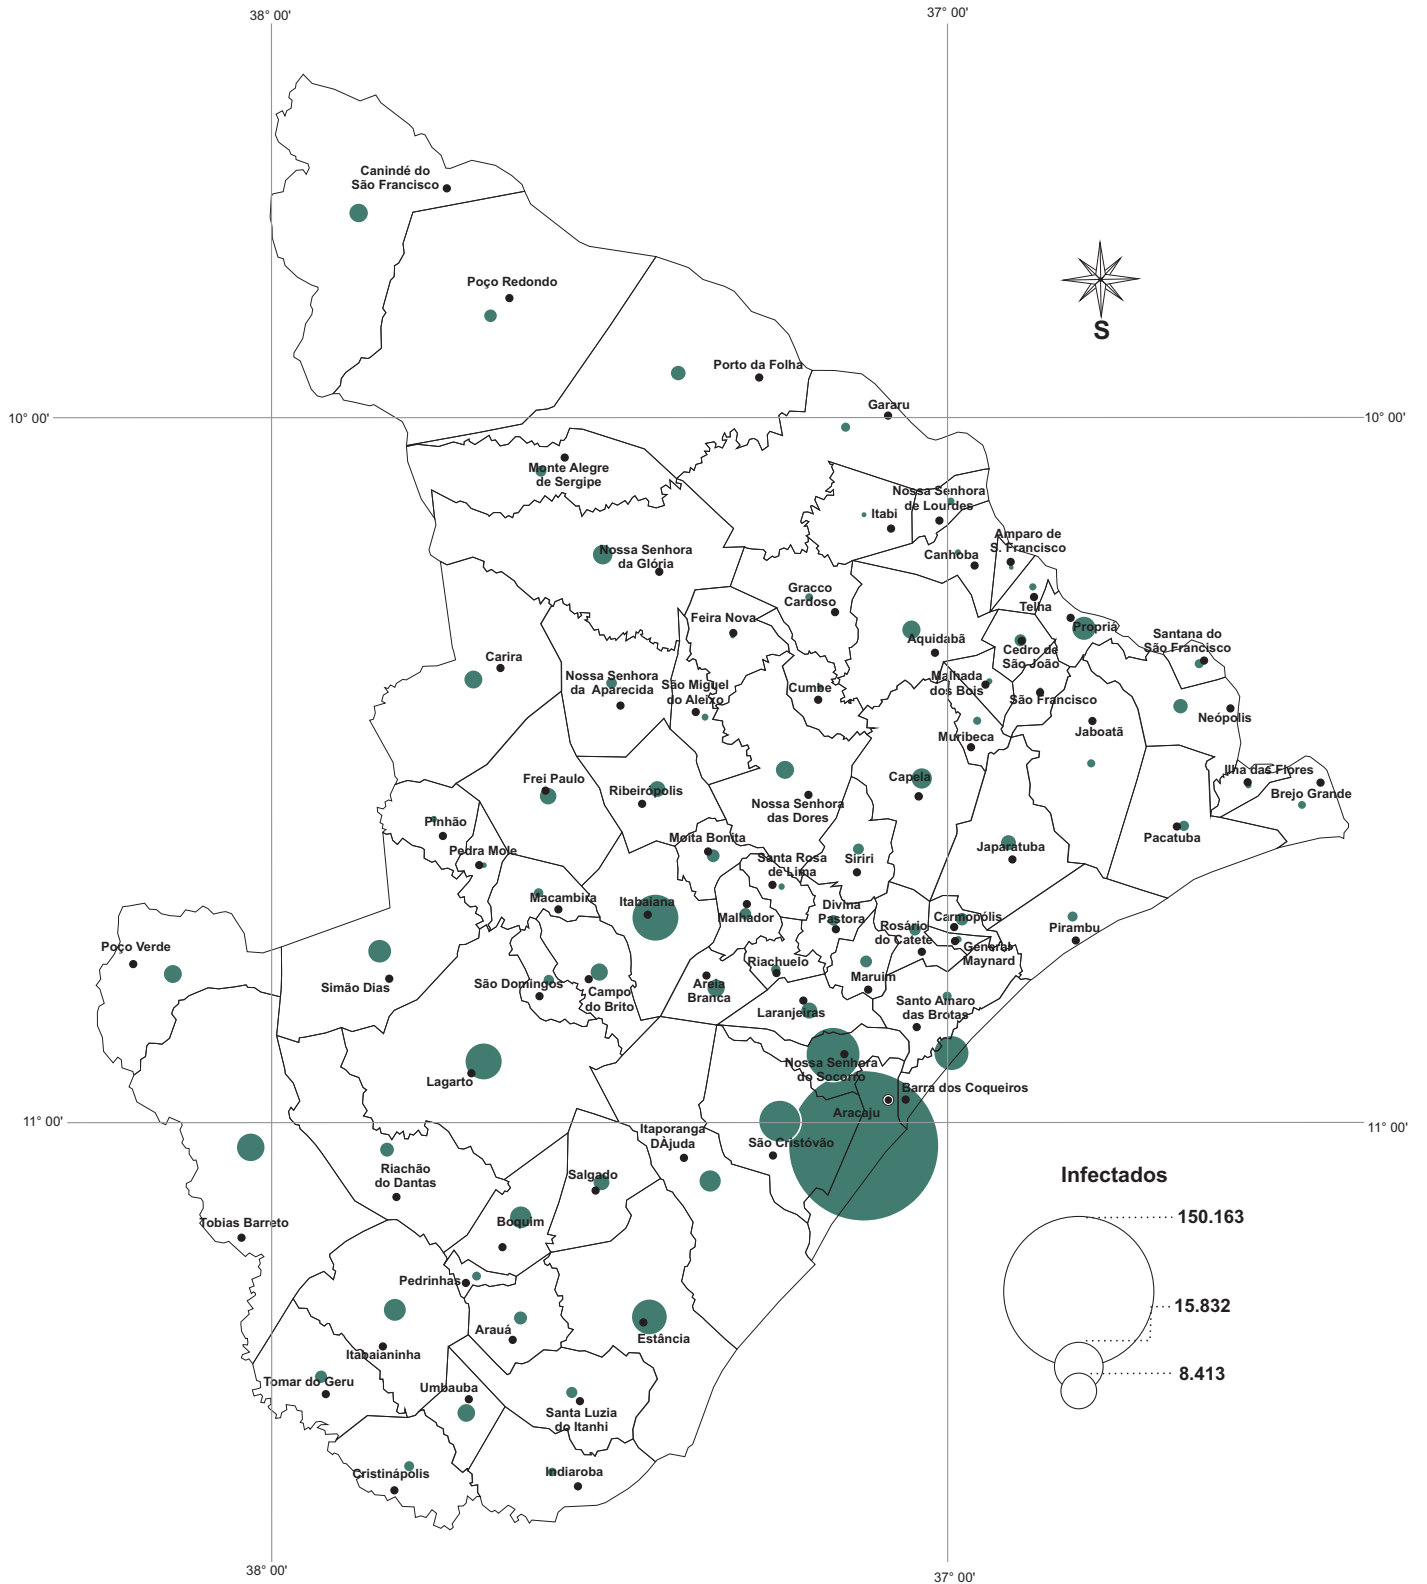 38° 00'
37° 00'
Canindé do
São Francisco
Poço Redondo
S
Porto da Folha
Gararu
10° 00'
10° 00'
Monte Alegre
de Sergipe
Nossa Senhora
de Lourdes
Itabi
Amparo de
S. Francisco
Canhoba
Nossa Senhora
da Glória
Gracco
Cardoso
Telha
Feira Nova
Propriá
Aquidabã
Santana do
São Francisco
Cedro de
São João
Carira
Nossa Senhora
da Aparecida
São Miguel
do Aleixo
Cumbe
Malhada
dos Bois
São Francisco
Neópolis
Jaboatã
Muribeca
Frei Paulo
Ribeirópolis
Capela
Ilha das Flores
Brejo Grande
Nossa Senhora
das Dores
Pinhão
Moita Bonita
Pacatuba
Pedra Mole
Santa Rosa
de Lima
Siriri
Japaratuba
Macambira
Itabaiana
Malhador
Divina
Pastora
Carmopólis
Rosário
do Catete
Pirambu
General
Maynard
Poço Verde
Simão Dias
São Domingos
Campo
do Brito
Areia
Branca
Riachuelo
Maruim
Laranjeiras
Santo Amaro
das Brotas
Nossa Senhora
do Socorro
Lagarto
Barra dos Coqueiros
Aracaju
11° 00'
11° 00'
Itaporanga
DÀjuda
São Cristóvão
Riachão
do Dantas
Salgado
Infectados
150.163
Tobias Barreto
Boquim
Pedrinhas
15.832
Arauá
Estância
Itabaianinha
8.413
Tomar do Geru
Umbauba
Santa Luzia
do Itanhi
Cristinápolis
Indiaroba
38° 00'
37° 00'